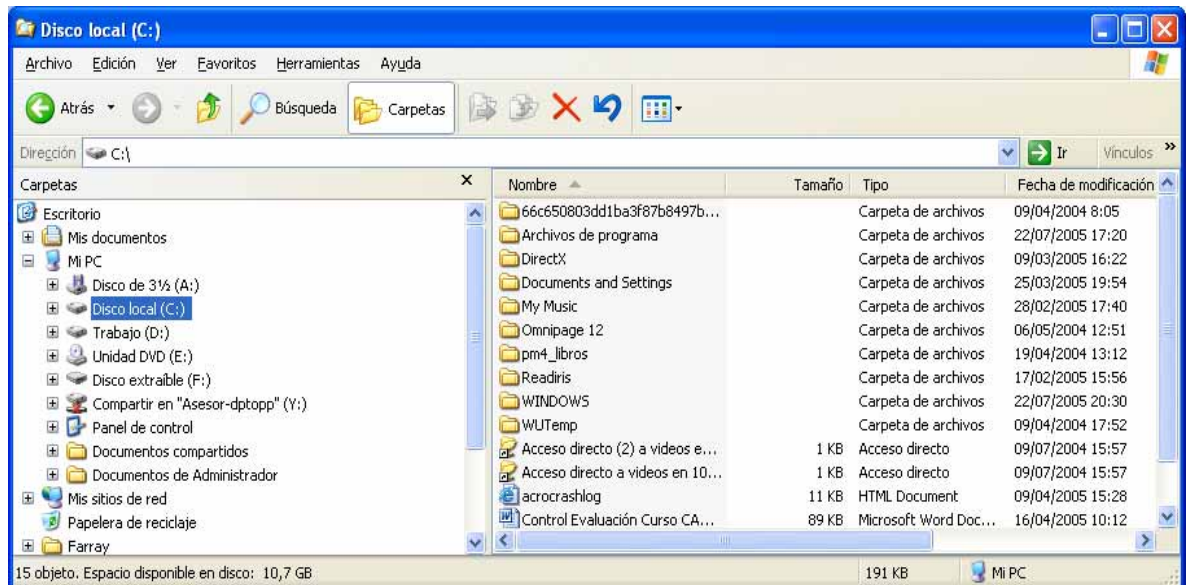 Disco local (C:)
Archivo Edición Ver Favoritos Herramientas Ayuda
Atrás Búsqueda Carpetas
Dirección C:\ Ir Vínculos »
Carpetas x
Escritorio
Mis documentos
Mi PC
Disco de 3½ (A:)
Disco local (C:)
Trabajo (D:)
Unidad DVD (E:)
Disco extraíble (F:)
Compartir en "Asesor-dptopp" (Y:)
Panel de control
Documentos compartidos
Documentos de Administrador
Mis sitios de red
Papelera de reciclaje
Farray
Nombre Tamaño Tipo Fecha de modificación
66c650803dd1ba3f87b8497b... Carpeta de archivos 09/04/2004 8:05
Archivos de programa Carpeta de archivos 22/07/2005 17:20
DirectX Carpeta de archivos 09/03/2005 16:22
Documents and Settings Carpeta de archivos 25/03/2005 19:54
My Music Carpeta de archivos 28/02/2005 17:40
Omnipage 12 Carpeta de archivos 06/05/2004 12:51
pm4_libros Carpeta de archivos 19/04/2004 13:12
Readiris Carpeta de archivos 17/02/2005 15:56
WINDOWS Carpeta de archivos 22/07/2005 20:30
WUTemp Carpeta de archivos 09/04/2004 17:52
Acceso directo (2) a videos e... 1 KB Acceso directo 09/07/2004 15:57
Acceso directo a videos en 10... 1 KB Acceso directo 09/07/2004 15:57
acrocrashlog 11 KB HTML Document 09/04/2005 15:28
Control Evaluación Curso CA... 89 KB Microsoft Word Doc... 16/04/2005 10:12
15 objeto. Espacio disponible en disco: 10,7 GB 191 KB Mi PC